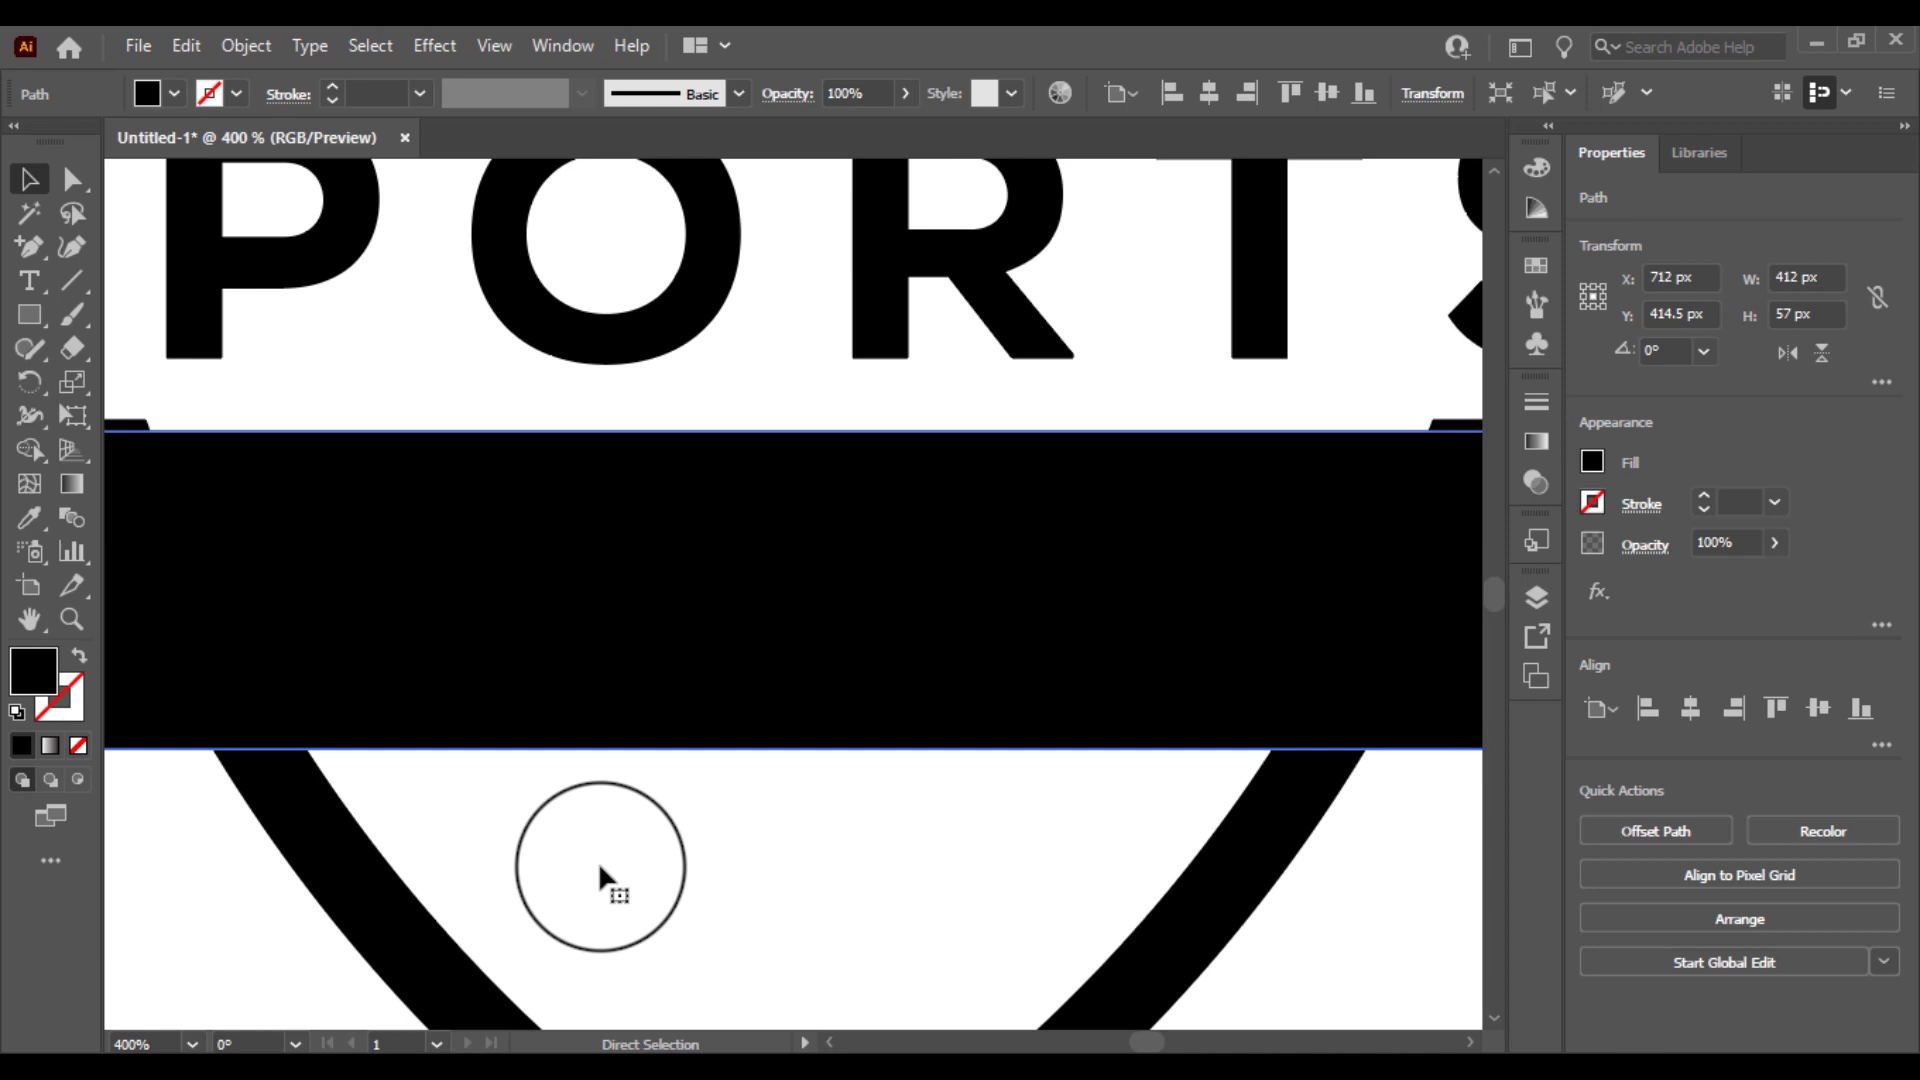 Ai File Edit Object Type Select Effect View Window Help Search Adobe Help
Path Stroke: Basic Opacity: 100% Style: Transform
Untitled-1* @ 400 % (RGB/Preview) ×
PORTS
Properties Libraries
Path
Transform
X: 712 px W: 412 px
Y: 414.5 px H: 57 px
0°
Appearance
Fill
Stroke
Opacity 100%
fx.
Align
Quick Actions
Offset Path Recolor
Align to Pixel Grid
Arrange
Start Global Edit
400% 0° 1 Direct Selection